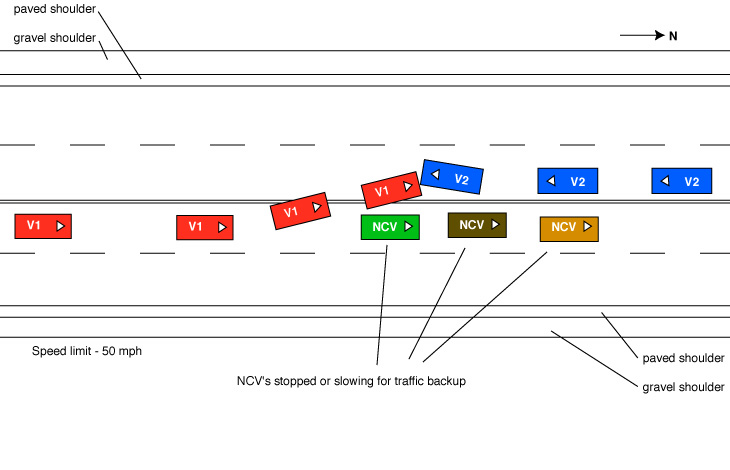 paved shoulder
gravel shoulder
N
V2
V2
V2
V1
V1
V1
V1
NCV
NCV
NCV
Speed limit - 50 mph
paved shoulder
NCV's stopped or slowing for traffic backup
gravel shoulder